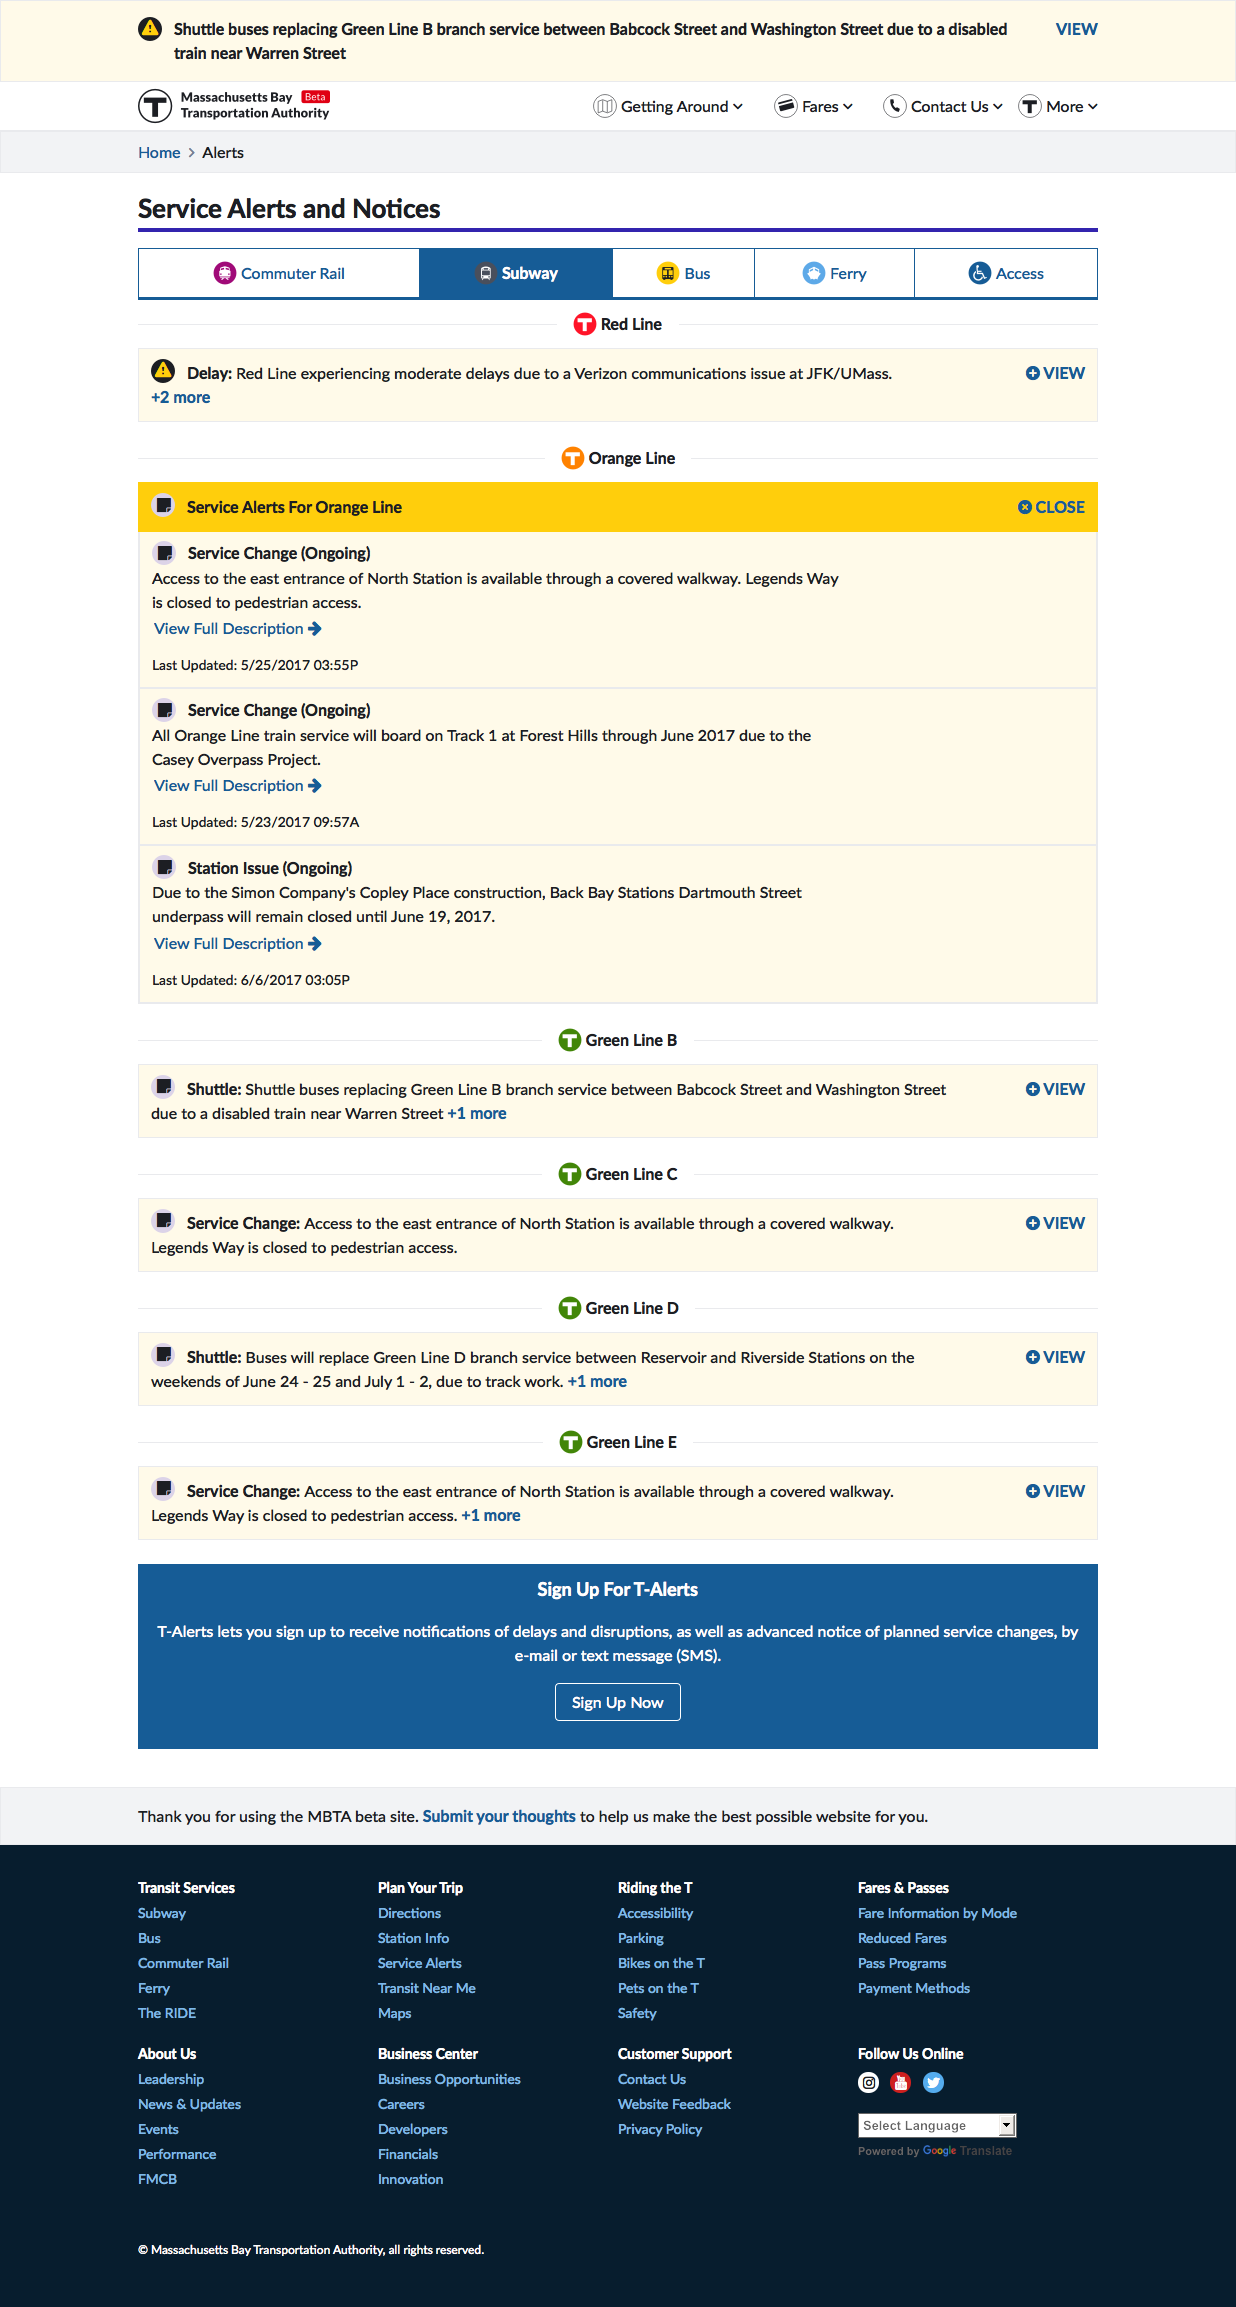 Shuttle buses replacing Green Line B branch service between Babcock Street and Washington Street due to a disabled
train near Warren Street
VIEW
Massachusetts Bay Beta
Transportation Authority
Getting Around
Fares
Contact Us
More
Home > Alerts
Service Alerts and Notices
Commuter Rail
Subway
Bus
Ferry
Access
Red Line
Delay: Red Line experiencing moderate delays due to a Verizon communications issue at JFK/UMass.
+2 more
VIEW
Orange Line
Service Alerts For Orange Line
CLOSE
Service Change (Ongoing)
Access to the east entrance of North Station is available through a covered walkway. Legends Way
is closed to pedestrian access.
View Full Description
Last Updated: 5/25/2017 03:55P
Service Change (Ongoing)
All Orange Line train service will board on Track 1 at Forest Hills through June 2017 due to the
Casey Overpass Project.
View Full Description
Last Updated: 5/23/2017 09:57A
Station Issue (Ongoing)
Due to the Simon Company's Copley Place construction, Back Bay Stations Dartmouth Street
underpass will remain closed until June 19, 2017.
View Full Description
Last Updated: 6/6/2017 03:05P
Green Line B
Shuttle: Shuttle buses replacing Green Line B branch service between Babcock Street and Washington Street
due to a disabled train near Warren Street +1 more
VIEW
Green Line C
Service Change: Access to the east entrance of North Station is available through a covered walkway.
Legends Way is closed to pedestrian access.
VIEW
Green Line D
Shuttle: Buses will replace Green Line D branch service between Reservoir and Riverside Stations on the
weekends of June 24 - 25 and July 1 - 2, due to track work. +1 more
VIEW
Green Line E
Service Change: Access to the east entrance of North Station is available through a covered walkway.
Legends Way is closed to pedestrian access. +1 more
VIEW
Sign Up For T-Alerts
T-Alerts lets you sign up to receive notifications of delays and disruptions, as well as advanced notice of planned service changes, by
e-mail or text message (SMS).
Sign Up Now
Thank you for using the MBTA beta site. Submit your thoughts to help us make the best possible website for you.
Transit Services
Subway
Bus
Commuter Rail
Ferry
The RIDE
Plan Your Trip
Directions
Station Info
Service Alerts
Transit Near Me
Maps
Riding the T
Accessibility
Parking
Bikes on the T
Pets on the T
Safety
Fares & Passes
Fare Information by Mode
Reduced Fares
Pass Programs
Payment Methods
About Us
Leadership
News & Updates
Events
Performance
FMCB
Business Center
Business Opportunities
Careers
Developers
Financials
Innovation
Customer Support
Contact Us
Website Feedback
Privacy Policy
Follow Us Online
Select Language
Powered by Google Translate
© Massachusetts Bay Transportation Authority, all rights reserved.